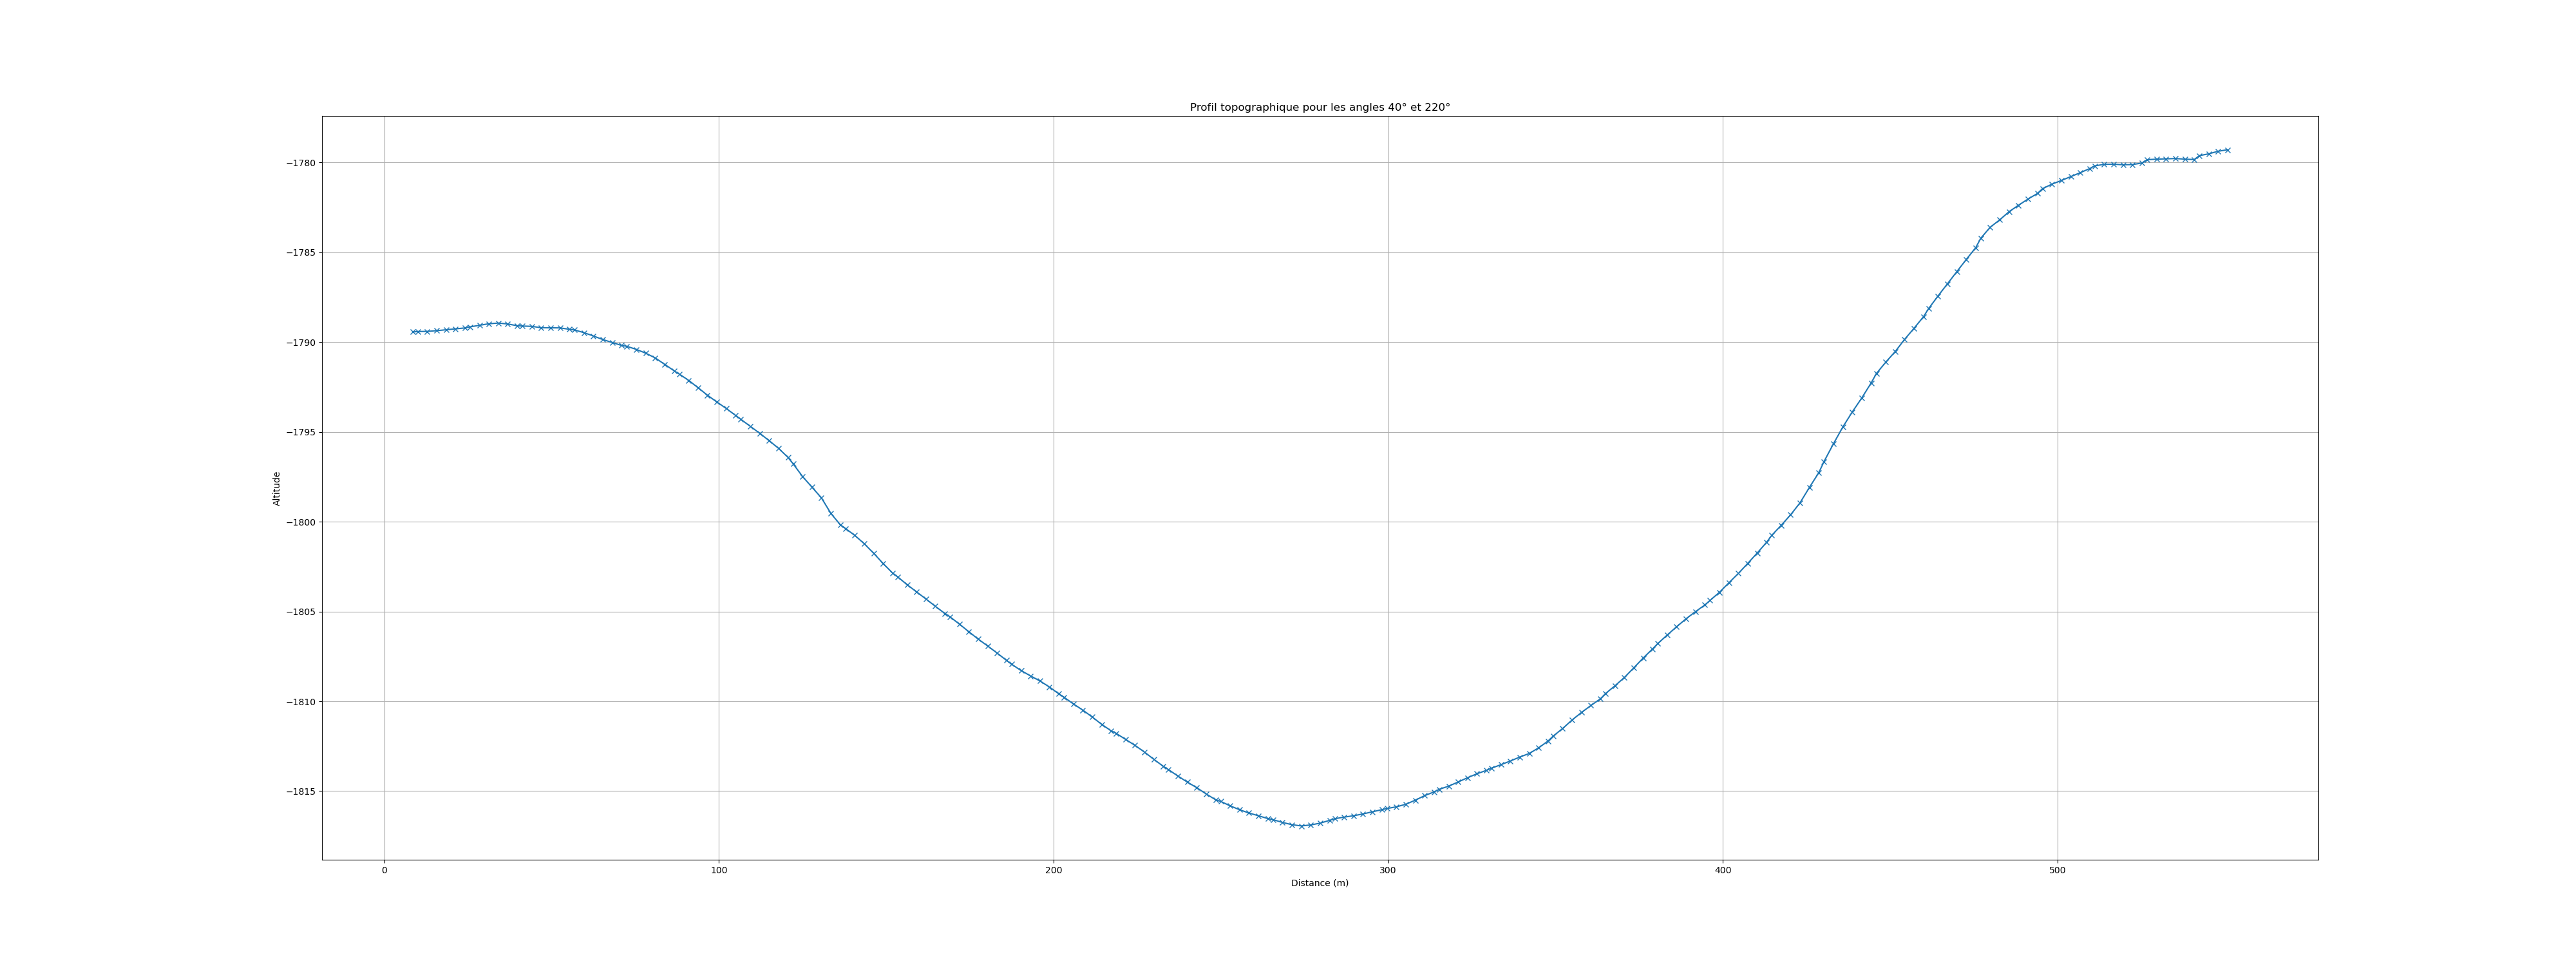 Profil topographique pour les angles 40° et 220°
Altitude
−1780
−1785
−1790
−1795
−1800
−1805
−1810
−1815
0 100 200 300 400 500
Distance (m)